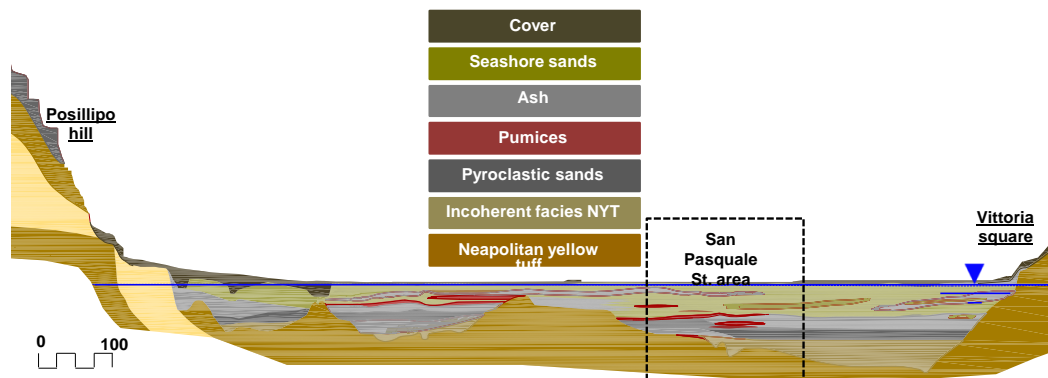 Cover
Seashore sands
Ash
Pumices
Pyroclastic sands
Incoherent facies NYT
Neapolitan yellow
tuff
Posillipo
hill
San
Pasquale
St. area
Vittoria
square
0 100